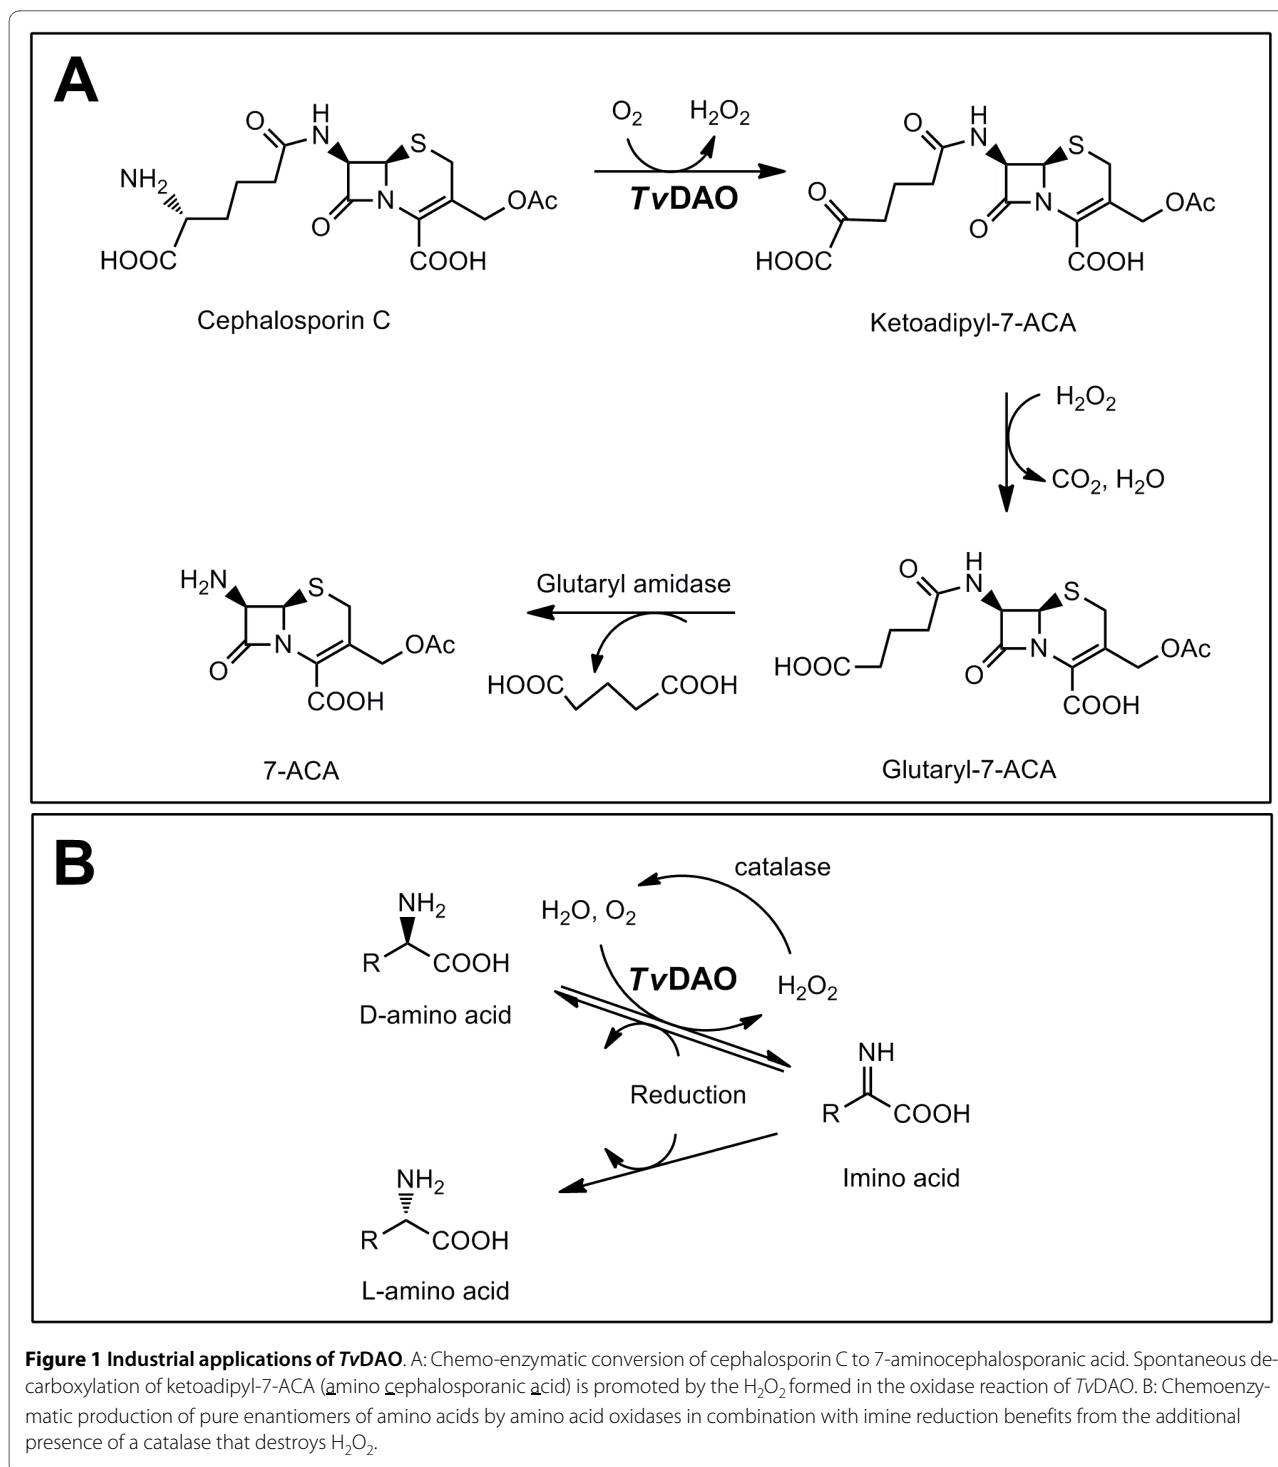 A
O₂ H₂O₂
TvDAO
NH₂
HOOC
O
H
N
S
N
O
OAc
COOH
Cephalosporin C
O
HOOC
O
H
N
S
N
O
OAc
COOH
Ketoadipyl-7-ACA
H₂O₂
CO₂, H₂O
H₂N
S
N
O
OAc
COOH
7-ACA
Glutaryl amidase
HOOC COOH
O
H
N
S
HOOC
N
O
OAc
COOH
Glutaryl-7-ACA
B
catalase
NH₂
R COOH
D-amino acid
H₂O, O₂
TvDAO
H₂O₂
Reduction
NH
R COOH
Imino acid
NH₂
R COOH
L-amino acid
Figure 1 Industrial applications of TvDAO. A: Chemo-enzymatic conversion of cephalosporin C to 7-aminocephalosporanic acid. Spontaneous de-
carboxylation of ketoadipyl-7-ACA (amino cephalosporanic acid) is promoted by the H₂O₂ formed in the oxidase reaction of TvDAO. B: Chemoenzy-
matic production of pure enantiomers of amino acids by amino acid oxidases in combination with imine reduction benefits from the additional
presence of a catalase that destroys H₂O₂.